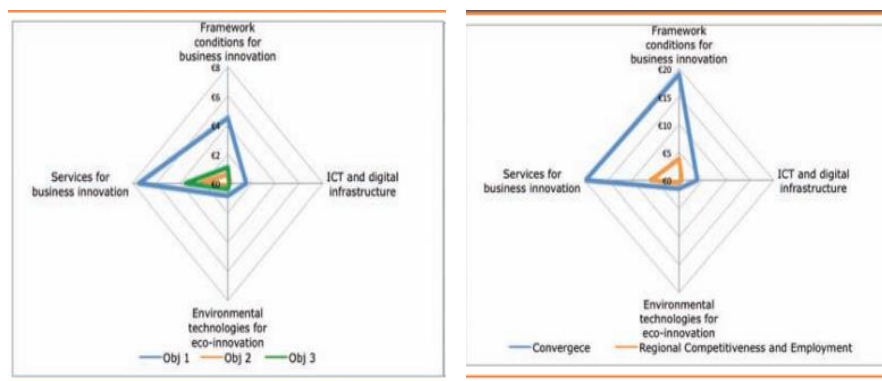 Framework
conditions for
business innovation
€8
€6
€4
€2
€0
Services for
business innovation
ICT and digital
infrastructure
Environmental
technologies for
eco-innovation
Obj 1 Obj 2 Obj 3
Framework
conditions for
business innovation
€20
€15
€10
€5
€0
Services for
business innovation
ICT and digital
infrastructure
Environmental
technologies for
eco-innovation
Convergece Regional Competitiveness and Employment